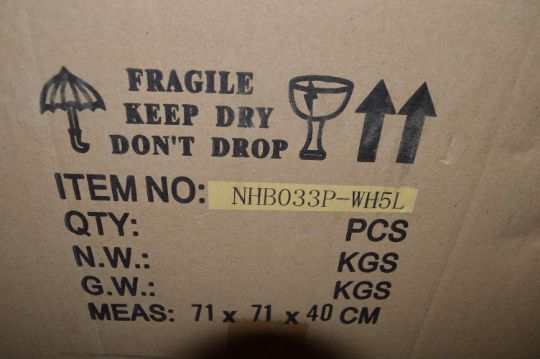 FRAGILE
KEEP DRY
DON'T DROP
ITEM NO: NHB033P-WH5L
QTY: PCS
N.W.: KGS
G.W.: KGS
MEAS: 71 x 71 x 40 CM